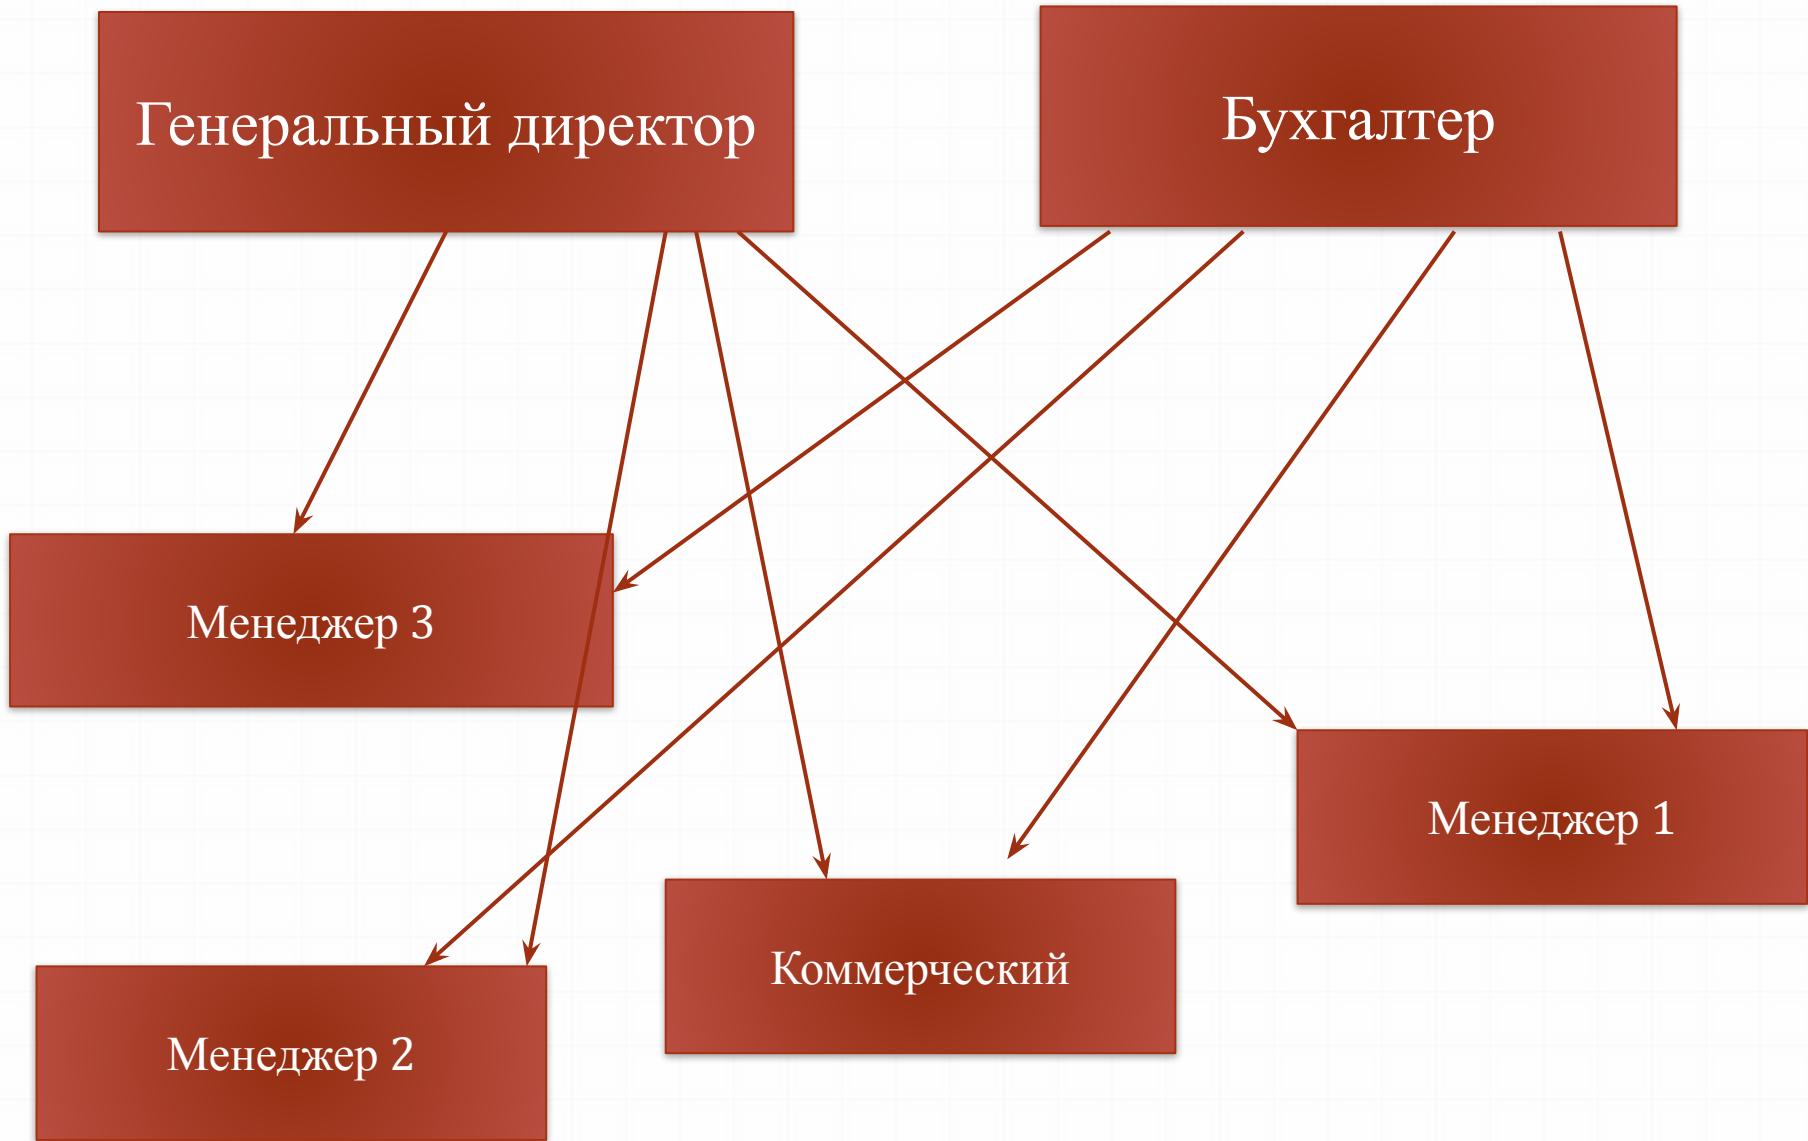 Генеральный директор
Бухгалтер
Менеджер 3
Менеджер 1
Коммерческий
Менеджер 2